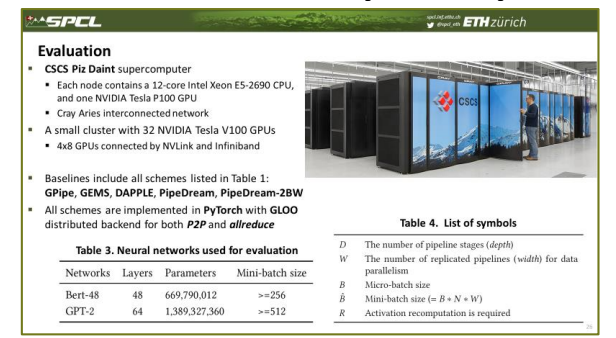 SPCL
spcl.inf.ethz.ch
@spcl_eth
ETH zürich
Evaluation
CSCS Piz Daint supercomputer
Each node contains a 12-core Intel Xeon E5-2690 CPU,
and one NVIDIA Tesla P100 GPU
Cray Aries interconnected network
A small cluster with 32 NVIDIA Tesla V100 GPUs
4x8 GPUs connected by NVLink and Infiniband
Baselines include all schemes listed in Table 1:
GPipe, GEMS, DAPPLE, PipeDream, PipeDream-2BW
All schemes are implemented in PyTorch with GLOO
distributed backend for both P2P and allreduce
Table 3. Neural networks used for evaluation
Networks Layers Parameters Mini-batch size
Bert-48 48 669,790,012 >=256
GPT-2 64 1,389,327,360 >=512
CSCS
Table 4. List of symbols
D The number of pipeline stages (depth)
W The number of replicated pipelines (width) for data
parallelism
B Micro-batch size
B̂ Mini-batch size (= B * N * W)
R Activation recomputation is required